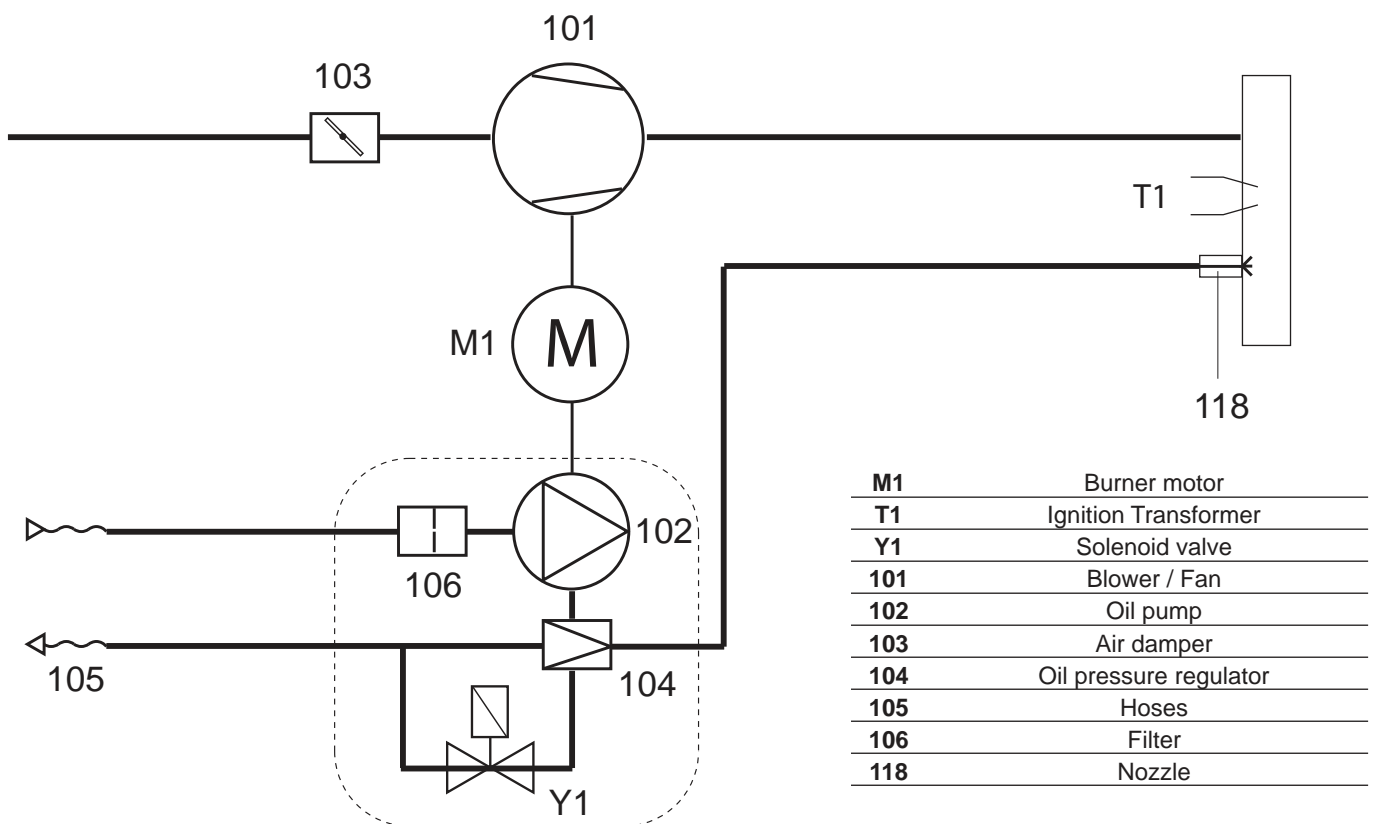 101
103
T1
M1 M
118
102
106
105
104
Y1
M1 Burner motor
T1 Ignition Transformer
Y1 Solenoid valve
101 Blower / Fan
102 Oil pump
103 Air damper
104 Oil pressure regulator
105 Hoses
106 Filter
118 Nozzle